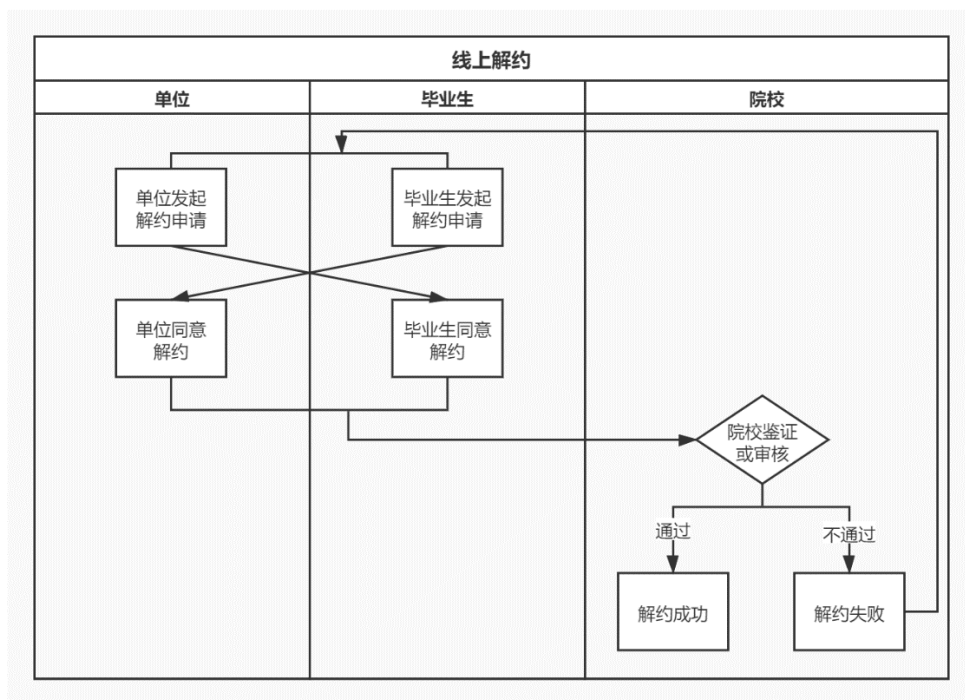 线上解约
单位
毕业生
院校
单位发起
解约申请
毕业生发起
解约申请
单位同意
解约
毕业生同意
解约
院校鉴证
或审核
通过
不通过
解约成功
解约失败